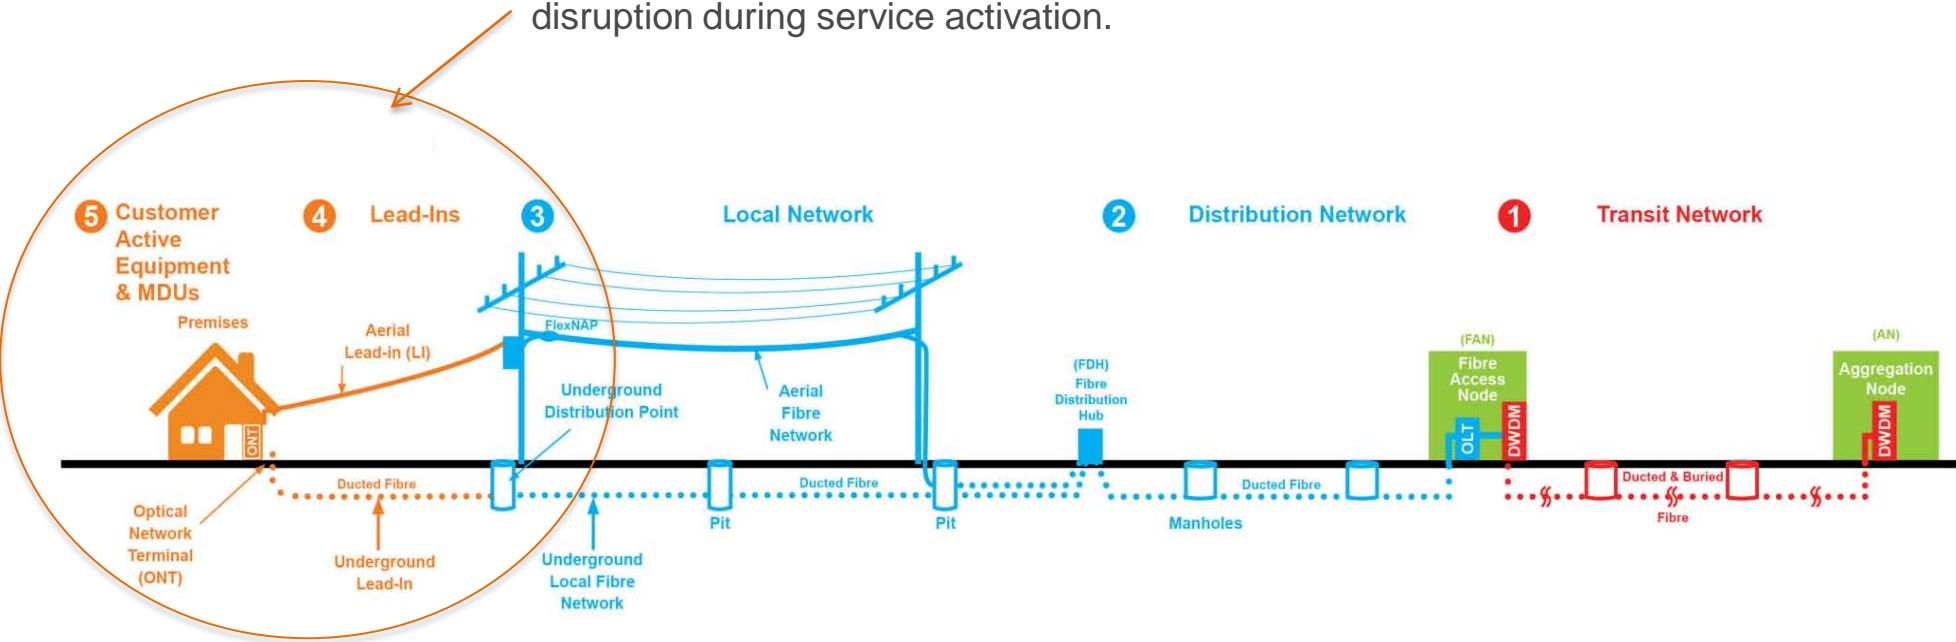 disruption during service activation.
5 Customer
Active
Equipment
& MDUs
4 Lead-Ins
3 Local Network
2 Distribution Network
1 Transit Network
Premises
Aerial
Lead-in (LI)
FlexNAP
Underground
Distribution Point
Aerial
Fibre
Network
(FDH)
Fibre
Distribution
Hub
(FAN)
Fibre
Access
Node
OLT
DWDM
(AN)
Aggregation
Node
DWDM
ONT
Ducted Fibre
Ducted Fibre
Ducted Fibre
Ducted & Buried
Fibre
Optical
Network
Terminal
(ONT)
Underground
Lead-In
Underground
Local Fibre
Network
Pit
Pit
Manholes